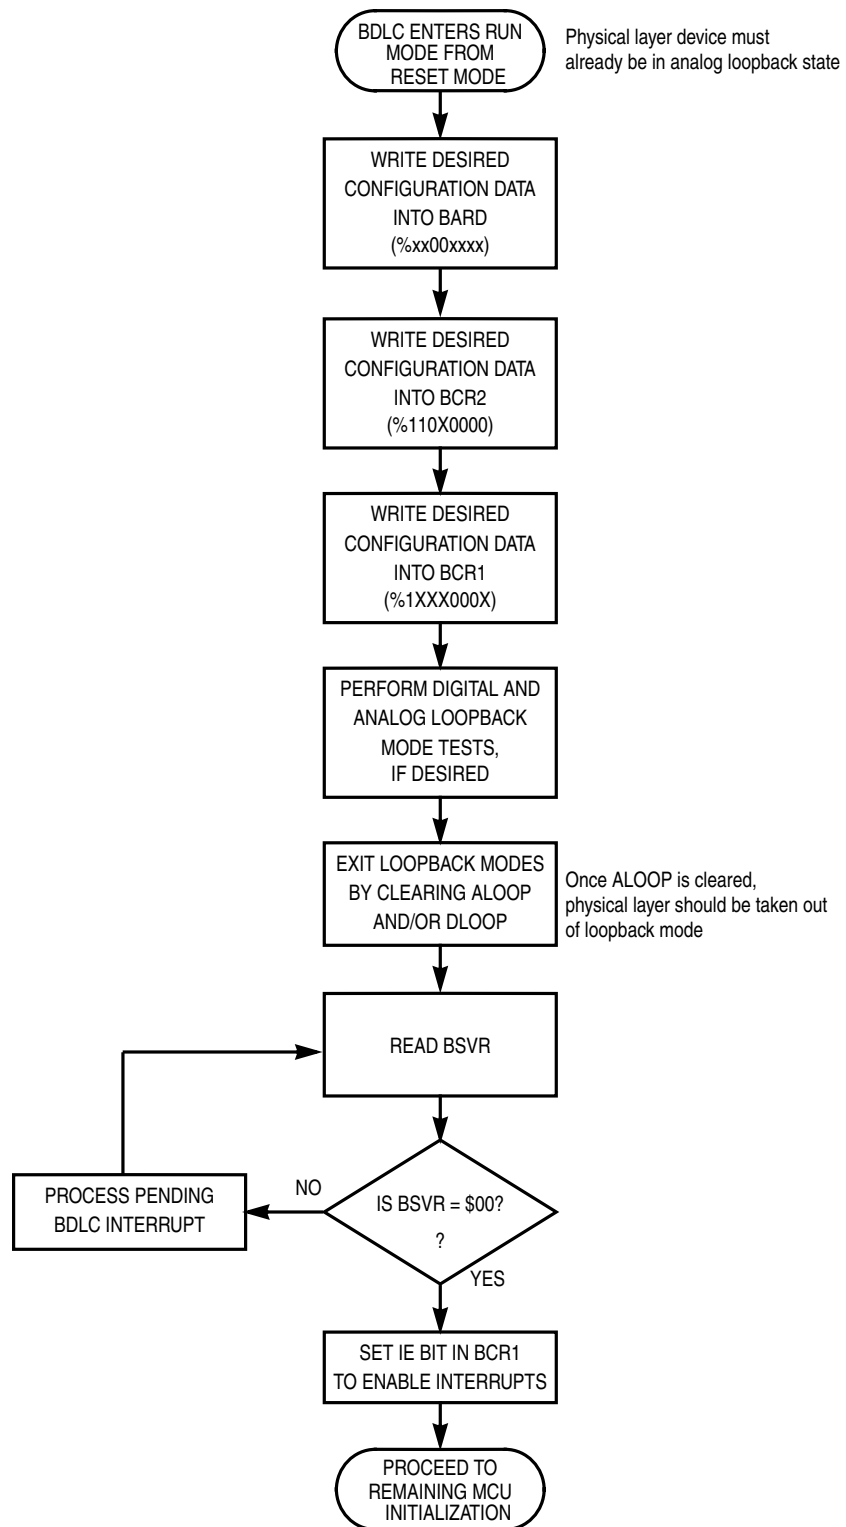 BDLC ENTERS RUN
MODE FROM
RESET MODE
Physical layer device must
already be in analog loopback state
WRITE DESIRED
CONFIGURATION DATA
INTO BARD
(%xx00xxxx)
WRITE DESIRED
CONFIGURATION DATA
INTO BCR2
(%110X0000)
WRITE DESIRED
CONFIGURATION DATA
INTO BCR1
(%1XXX000X)
PERFORM DIGITAL AND
ANALOG LOOPBACK
MODE TESTS,
IF DESIRED
EXIT LOOPBACK MODES
BY CLEARING ALOOP
AND/OR DLOOP
Once ALOOP is cleared,
physical layer should be taken out
of loopback mode
READ BSVR
IS BSVR = $00?
?
NO
PROCESS PENDING
BDLC INTERRUPT
YES
SET IE BIT IN BCR1
TO ENABLE INTERRUPTS
PROCEED TO
REMAINING MCU
INITIALIZATION